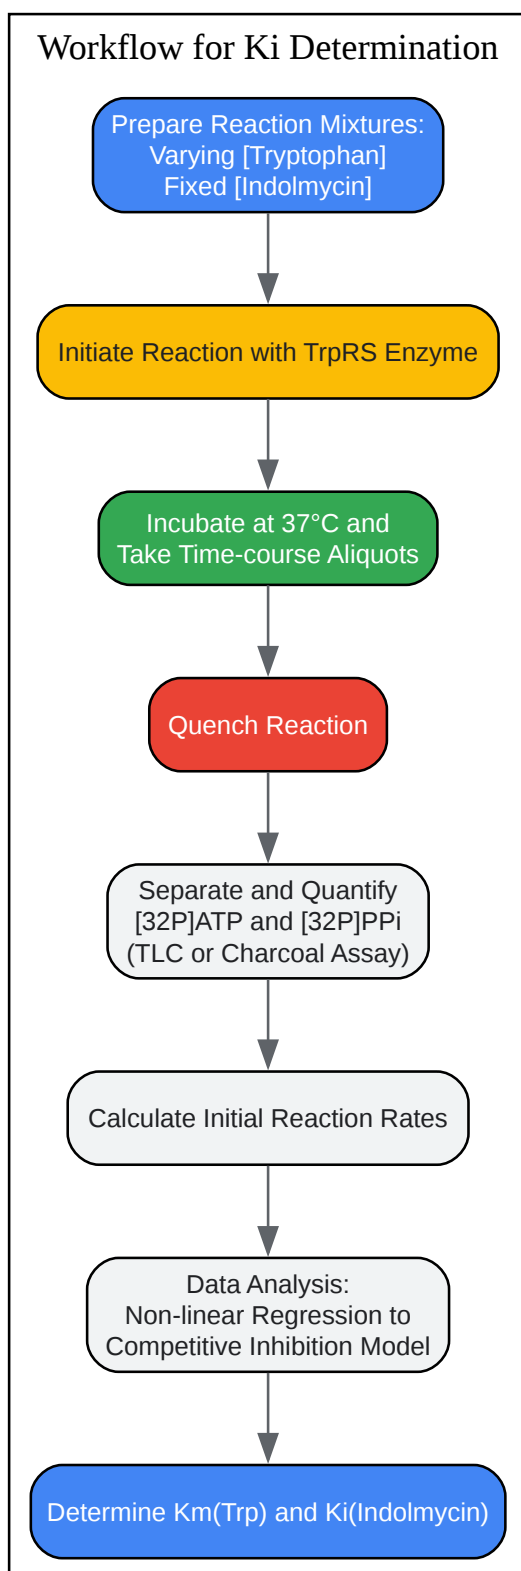 Workflow for Ki Determination
Prepare Reaction Mixtures:
Varying [Tryptophan]
Fixed [Indolmycin]
Initiate Reaction with TrpRS Enzyme
Incubate at 37°C and
Take Time-course Aliquots
Quench Reaction
Separate and Quantify
[32P]ATP and [32P]PPi
(TLC or Charcoal Assay)
Calculate Initial Reaction Rates
Data Analysis:
Non-linear Regression to
Competitive Inhibition Model
Determine Km(Trp) and Ki(Indolmycin)